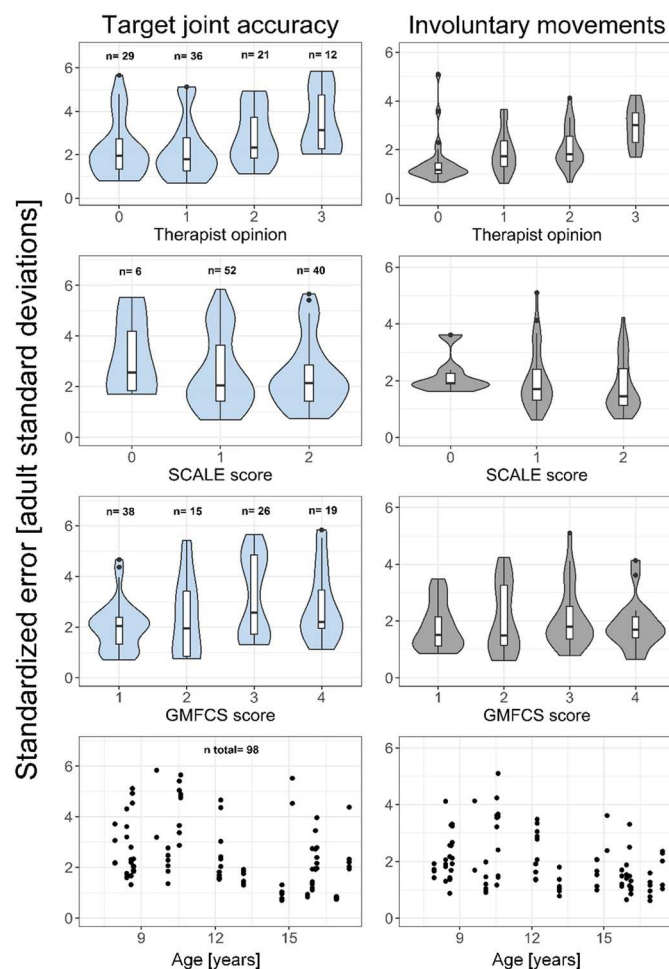 Target joint accuracy
Involuntary movements
Standardized error [adult standard deviations]
n= 29 n= 36 n= 21 n= 12
6
4
2
0
0 1 2 3
Therapist opinion
6
4
2
0
0 1 2 3
Therapist opinion
n= 6 n= 52 n= 40
6
4
2
0
0 1 2
SCALE score
6
4
2
0
0 1 2
SCALE score
n= 38 n= 15 n= 26 n= 19
6
4
2
0
1 2 3 4
GMFCS score
6
4
2
0
1 2 3 4
GMFCS score
n total= 98
6
4
2
0
9 12 15
Age [years]
6
4
2
0
9 12 15
Age [years]